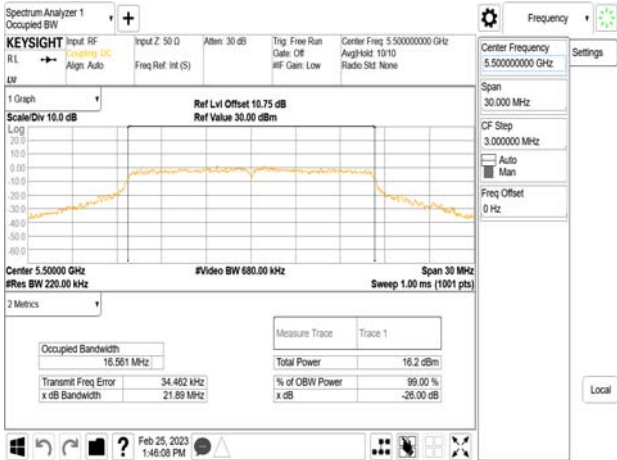 Spectrum Analyzer 1
Occupied BW
Frequency
KEYSIGHT
RL
Input: RF
Coupling: DC
Align: Auto
Input Z: 50 Ω
Freq Ref: Int (S)
Atten: 30 dB
Trig: Free Run
Gate: Off
#IF Gain: Low
Center Freq: 5.500000000 GHz
Avg|Hold: 10/10
Radio Std: None
1 Graph
Scale/Div 10.0 dB
Ref Lvl Offset 10.75 dB
Ref Value 30.00 dBm
Log
20.0
10.0
0.00
-10.0
-20.0
-30.0
-40.0
-50.0
-60.0
Center 5.50000 GHz
#Res BW 220.00 kHz
#Video BW 680.00 kHz
Span 30 MHz
Sweep 1.00 ms (1001 pts)
2 Metrics
Measure Trace
Trace 1
Occupied Bandwidth
16.561 MHz
Total Power
16.2 dBm
Transmit Freq Error
34.462 kHz
% of OBW Power
99.00 %
x dB Bandwidth
21.89 MHz
x dB
-26.00 dB
Feb 25, 2023
1:46:08 PM
Center Frequency
5.500000000 GHz
Span
30.000 MHz
CF Step
3.000000 MHz
Auto
Man
Freq Offset
0 Hz
Settings
Local